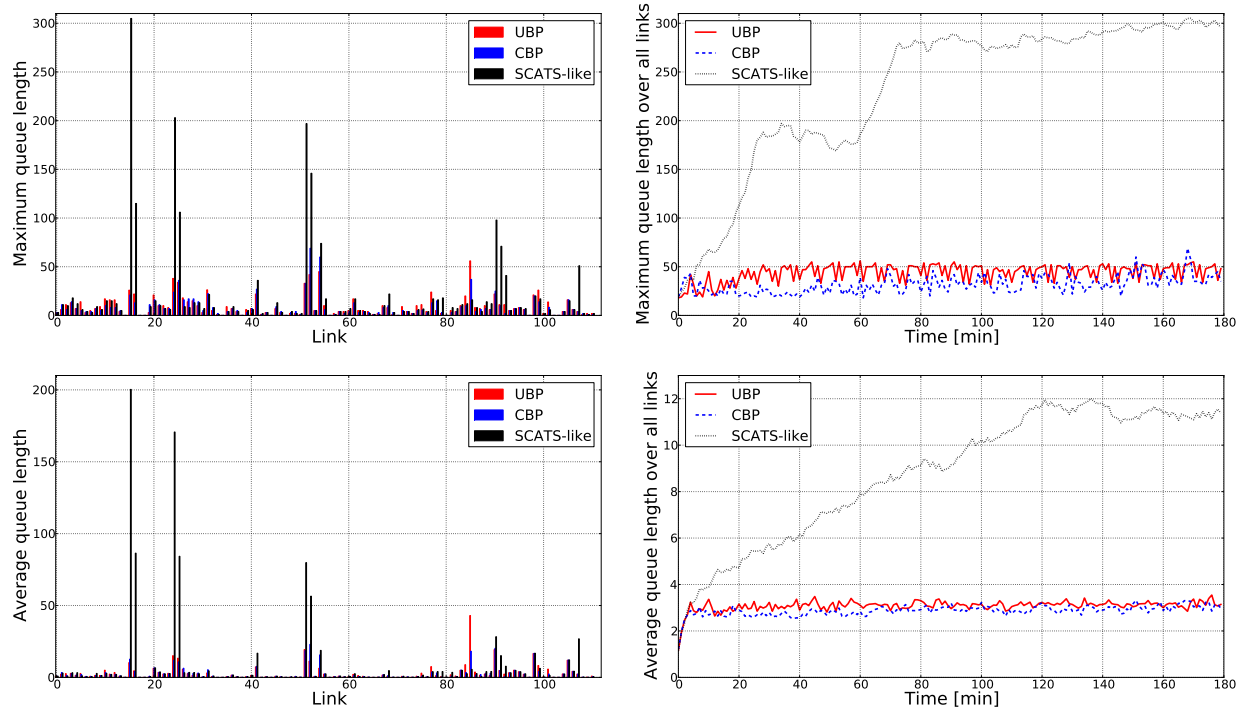 Maximum queue length
300
250
200
150
100
50
0
UBP
CBP
SCATS-like
0 20 40 60 80 100
Link
Maximum queue length over all links
300
250
200
150
100
50
0
UBP
CBP
SCATS-like
0 20 40 60 80 100 120 140 160 180
Time [min]
Average queue length
200
150
100
50
0
UBP
CBP
SCATS-like
0 20 40 60 80 100
Link
Average queue length over all links
12
10
8
6
4
2
0
UBP
CBP
SCATS-like
0 20 40 60 80 100 120 140 160 180
Time [min]